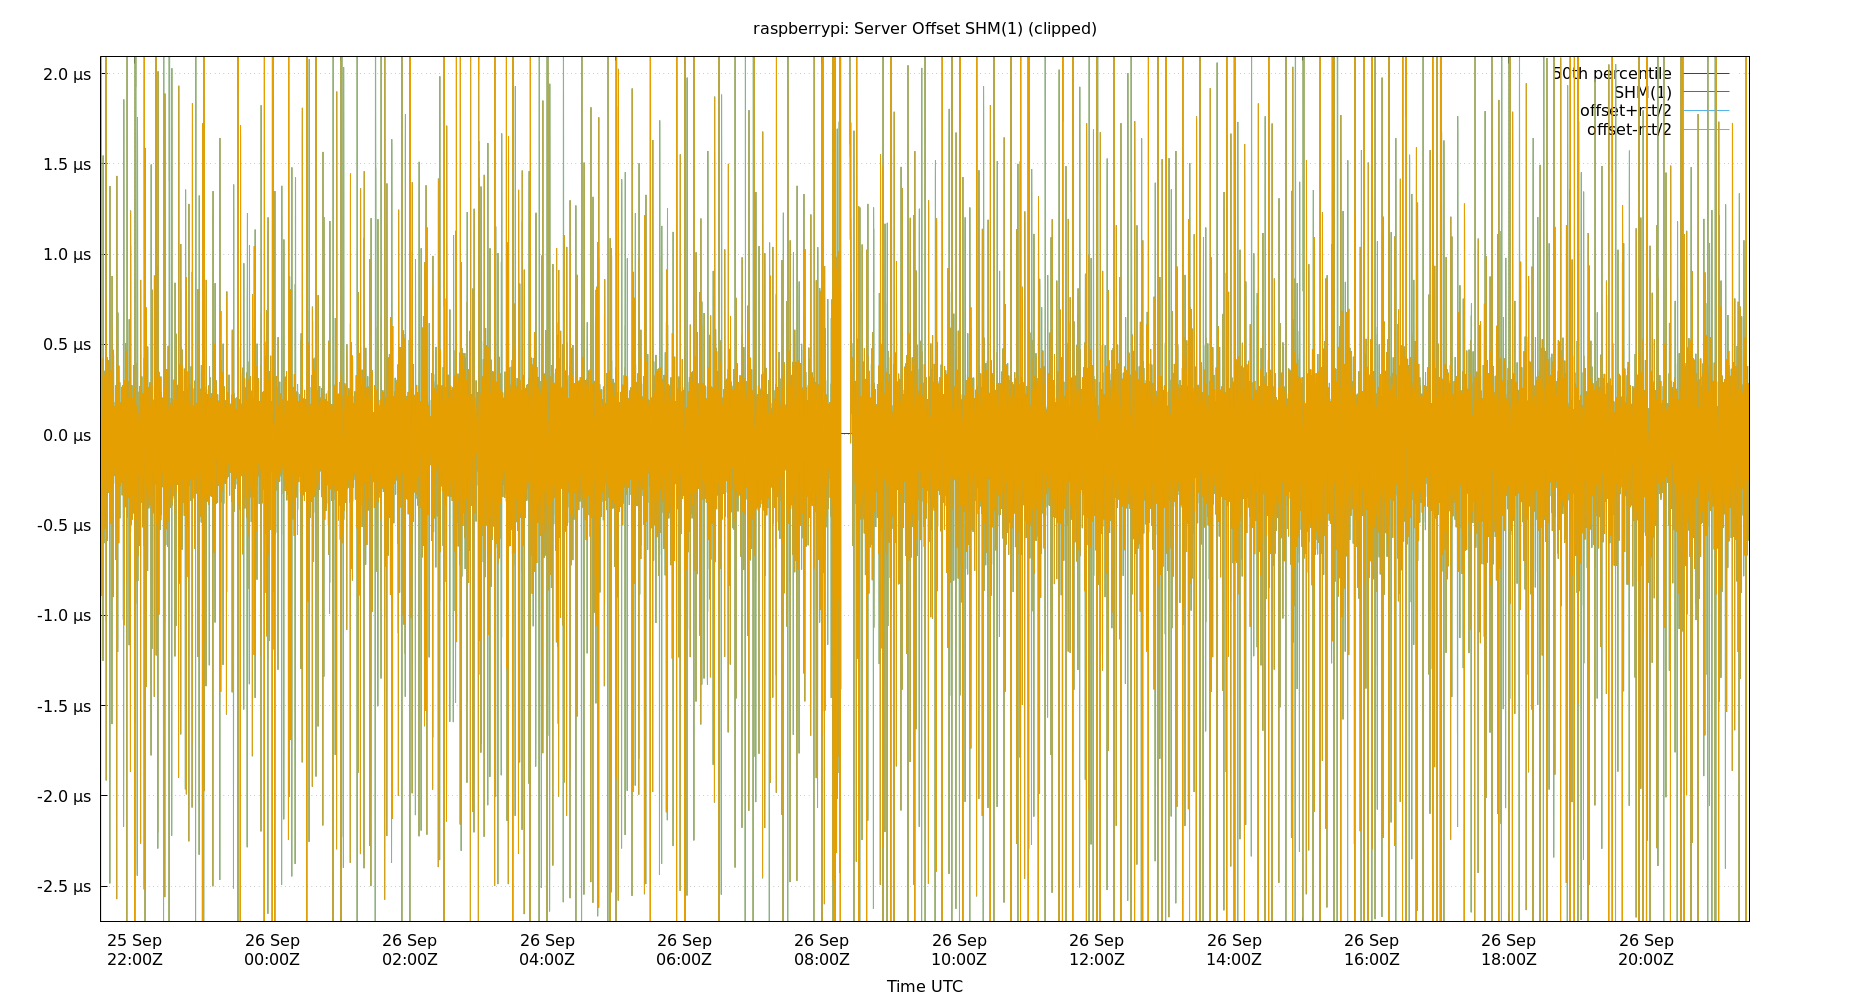 raspberrypi: Server Offset SHM(1) (clipped)
2.0 µs
1.5 µs
1.0 µs
0.5 µs
0.0 µs
-0.5 µs
-1.0 µs
-1.5 µs
-2.0 µs
-2.5 µs
50th percentile
SHM(1)
offset+rtt/2
offset-rtt/2
25 Sep 26 Sep 26 Sep 26 Sep 26 Sep 26 Sep 26 Sep 26 Sep 26 Sep 26 Sep 26 Sep 26 Sep
22:00Z 00:00Z 02:00Z 04:00Z 06:00Z 08:00Z 10:00Z 12:00Z 14:00Z 16:00Z 18:00Z 20:00Z
Time UTC